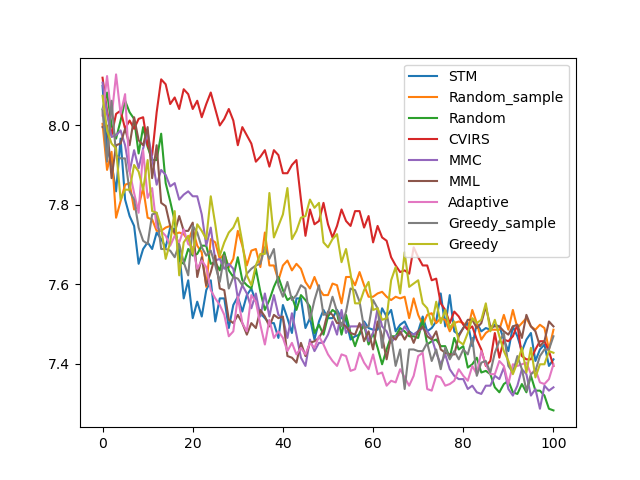 8.0
7.8
7.6
7.4
0
20
40
60
80
100
STM
Random_sample
Random
CVIRS
MMC
MML
Adaptive
Greedy_sample
Greedy